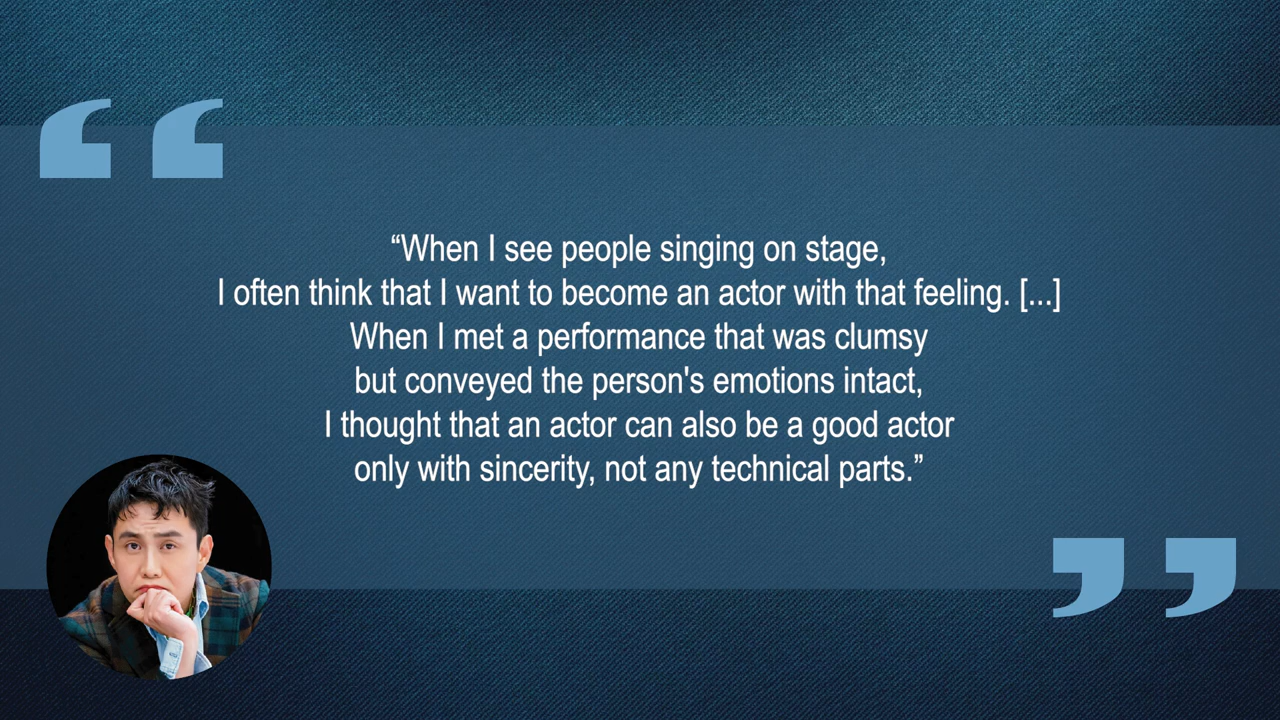 “When I see people singing on stage,
I often think that I want to become an actor with that feeling. [...]
When I met a performance that was clumsy
but conveyed the person's emotions intact,
I thought that an actor can also be a good actor
only with sincerity, not any technical parts.”